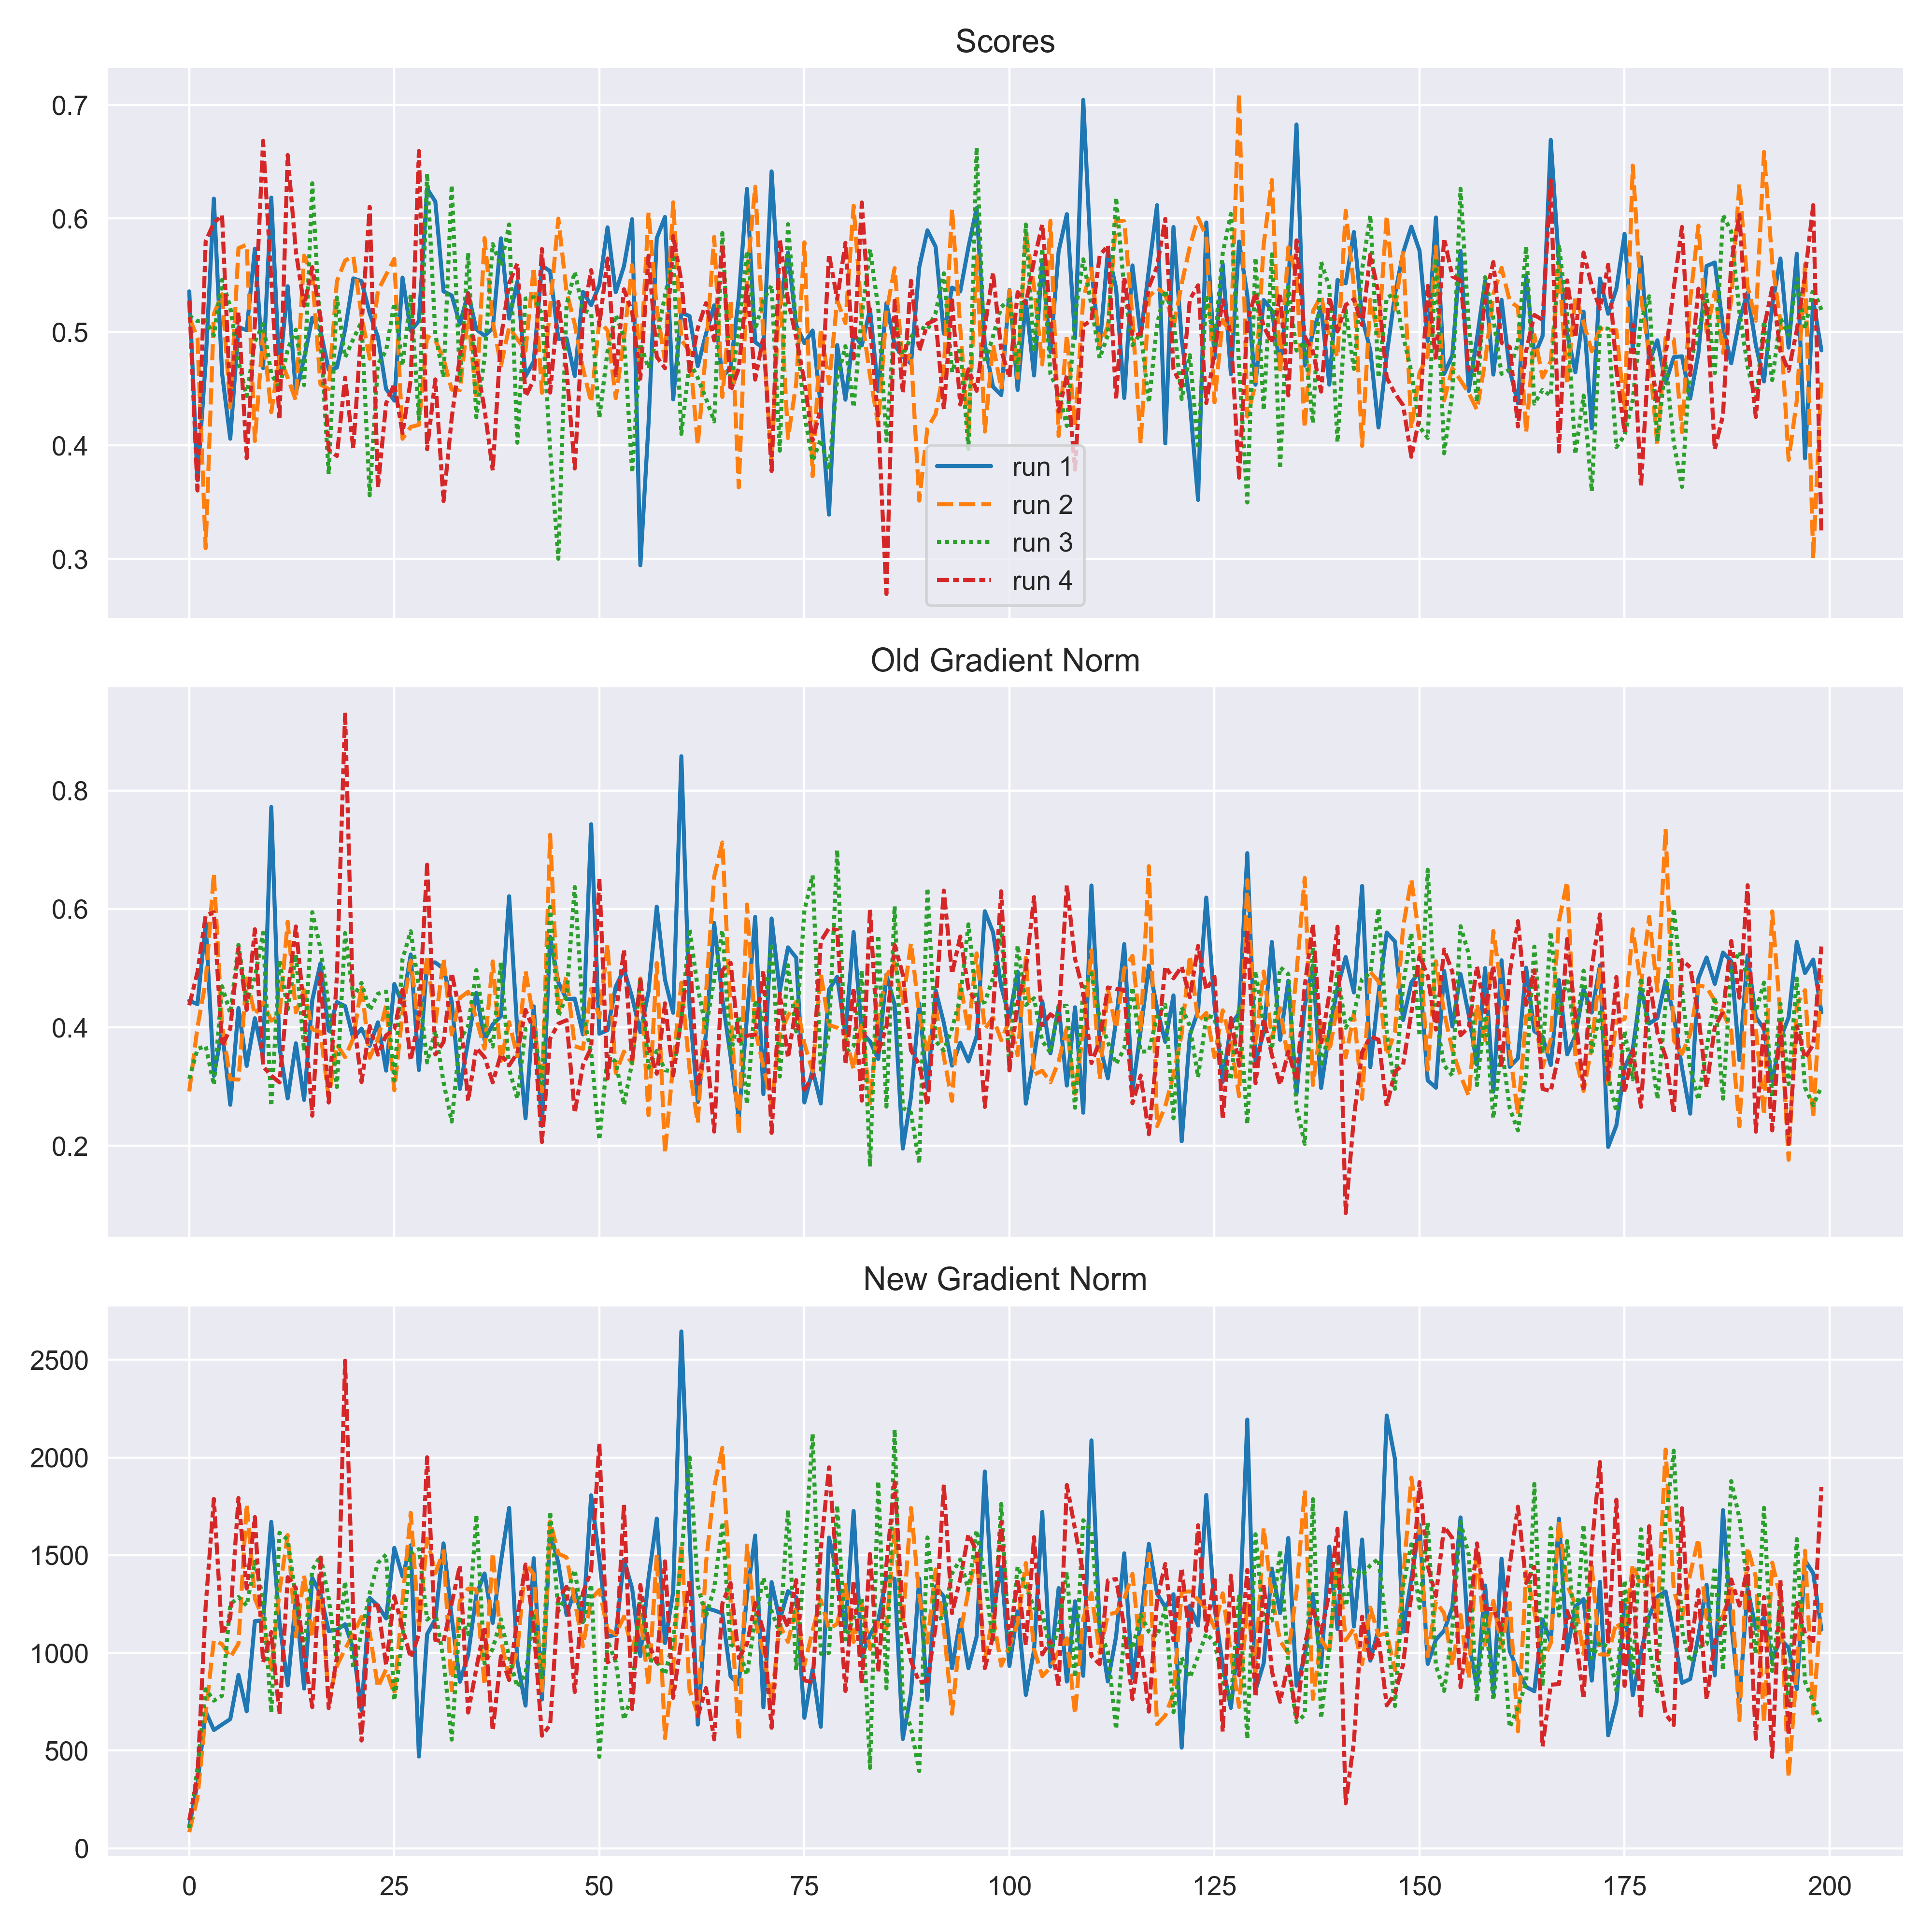 Scores
0.7
0.6
0.5
0.4
0.3
run 1
run 2
run 3
run 4
Old Gradient Norm
0.8
0.6
0.4
0.2
New Gradient Norm
2500
2000
1500
1000
500
0
0 25 50 75 100 125 150 175 200